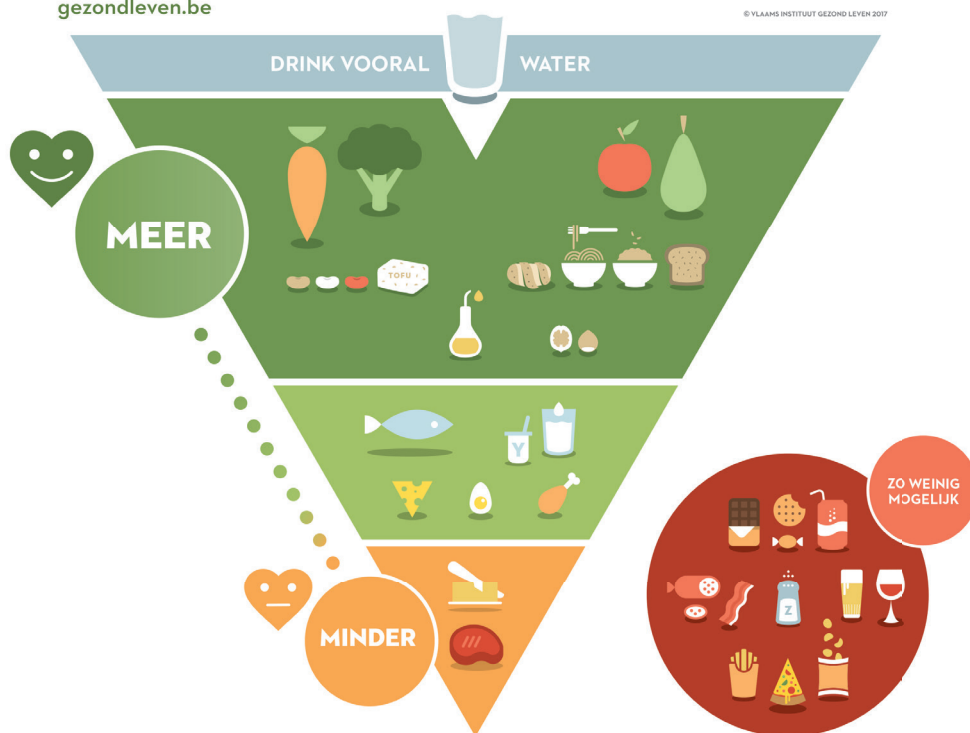 gezondleven.be
© VLAAMS INSTITUUT GEZOND LEVEN 2017
DRINK VOORAL WATER
MEER
TOFU
Y
ZO WEINIG
MOGELIJK
Z
MINDER